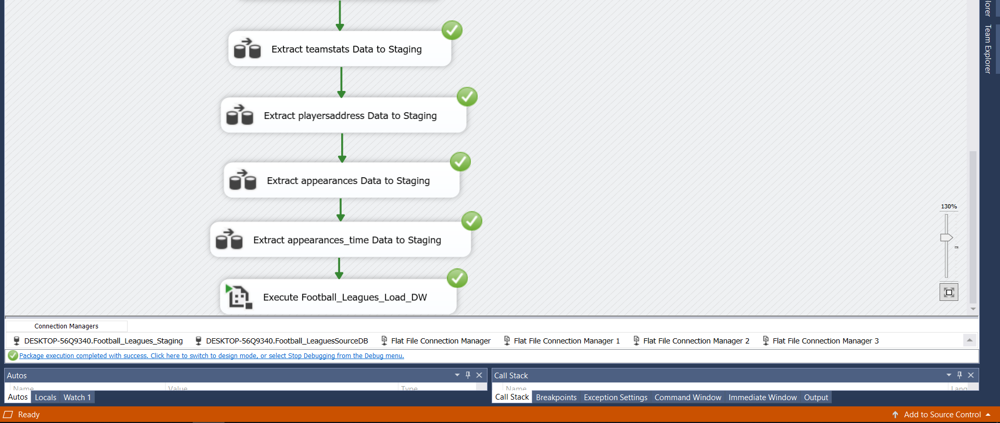 Extract teamstats Data to Staging
Extract playersaddress Data to Staging
Extract appearances Data to Staging
Extract appearances_time Data to Staging
Execute Football_Leagues_Load_DW
130%
Team Explorer
Connection Managers
DESKTOP-56Q9340.Football_Leagues_Staging DESKTOP-56Q9340.Football_LeaguesSourceDB Flat File Connection Manager Flat File Connection Manager 1 Flat File Connection Manager 2 Flat File Connection Manager 3
Package execution completed with success. Click here to switch to design mode, or select Stop Debugging from the Debug menu.
Autos
Name Value Type
Autos Locals Watch 1
Call Stack
Name Lang
Call Stack Breakpoints Exception Settings Command Window Immediate Window Output
Ready
Add to Source Control